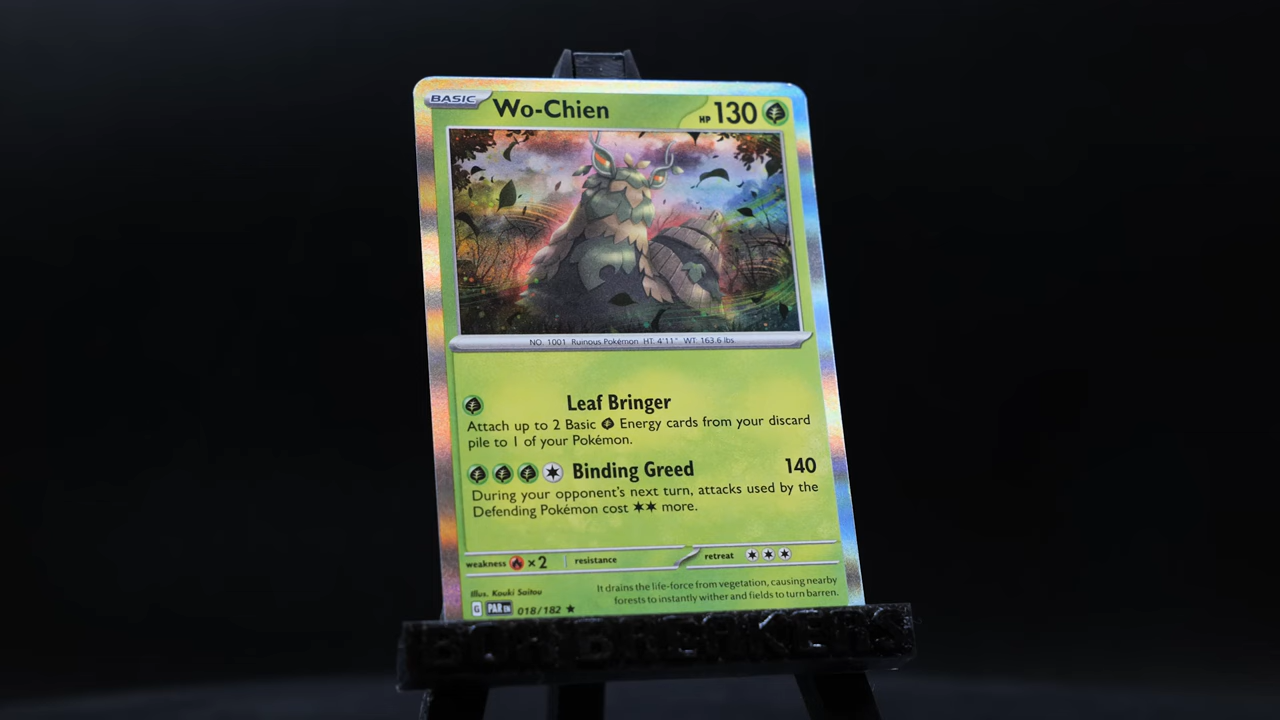 BASIC Wo-Chien HP 130
NO. 1001 Ruinous Pokémon HT: 4'11" WT: 163.6 lbs
Leaf Bringer
Attach up to 2 Basic Energy cards from your discard
pile to 1 of your Pokémon.
Binding Greed 140
During your opponent's next turn, attacks used by the
Defending Pokémon cost more.
weakness ×2 resistance retreat
Illus. Kouki Saitou
It drains the life-force from vegetation, causing nearby
forests to instantly wither and fields to turn barren.
G PAR EN 018/182 ★
BOX BREAKERS